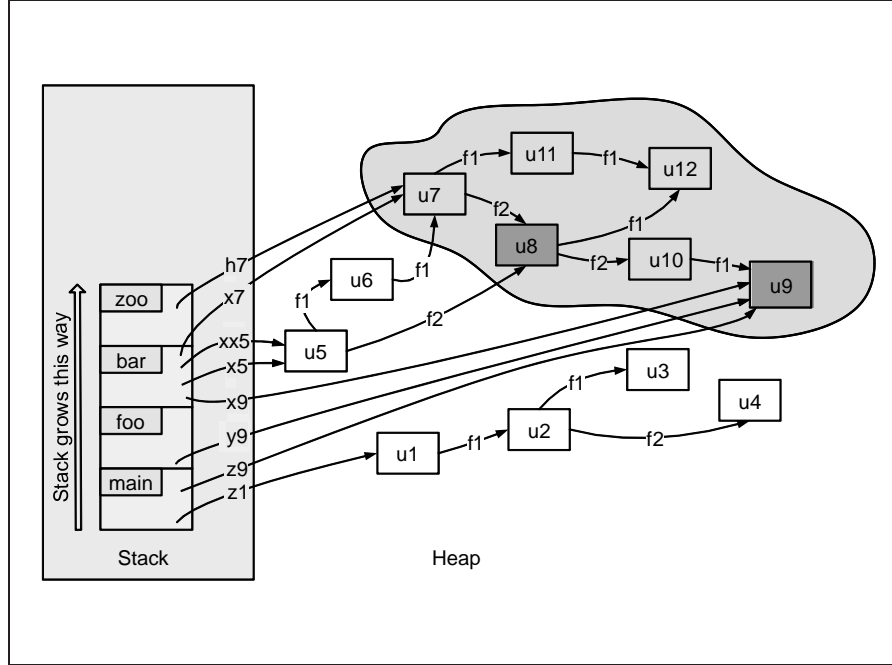 u11
f1
f1
u12
u7
f2
f1
u8
h7
u6
f1
f2
u10
f1
u9
zoo
x7
f1
f2
xx5
u5
bar
x5
u3
f1
x9
u4
foo
y9
u2
u1
f1
f2
z9
main
z1
Stack grows this way
Stack
Heap